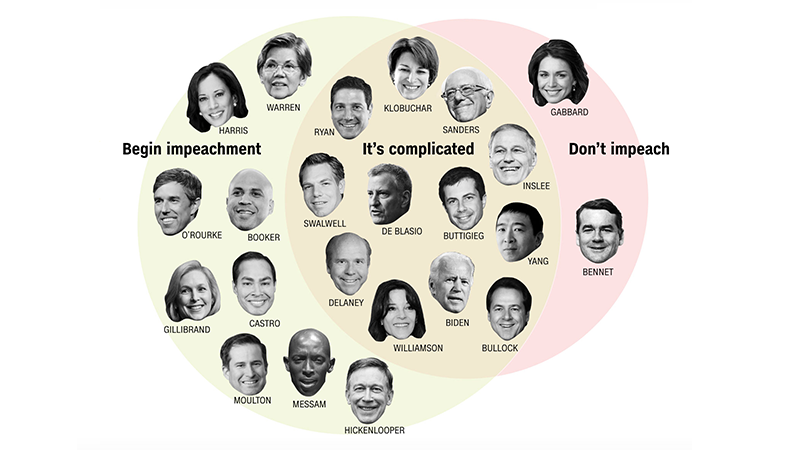 HARRIS
WARREN
RYAN
KLOBUCHAR
SANDERS
GABBARD
Begin impeachment
It's complicated
Don't impeach
INSLEE
O'ROURKE
BOOKER
SWALWELL
DE BLASIO
BUTTIGIEG
YANG
BENNET
GILLIBRAND
CASTRO
DELANEY
WILLIAMSON
BIDEN
BULLOCK
MOULTON
MESSAM
HICKENLOOPER